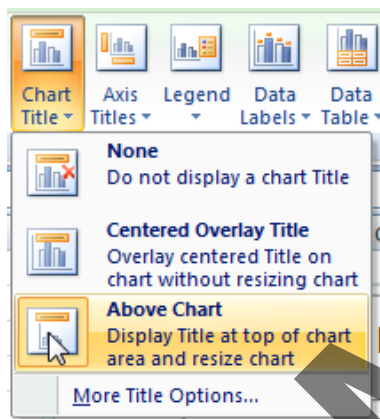 Chart Axis Legend Data Data
Title Titles Labels Table
None
Do not display a chart Title
Centered Overlay Title
Overlay centered Title on
chart without resizing chart
Above Chart
Display Title at top of chart
area and resize chart
More Title Options...